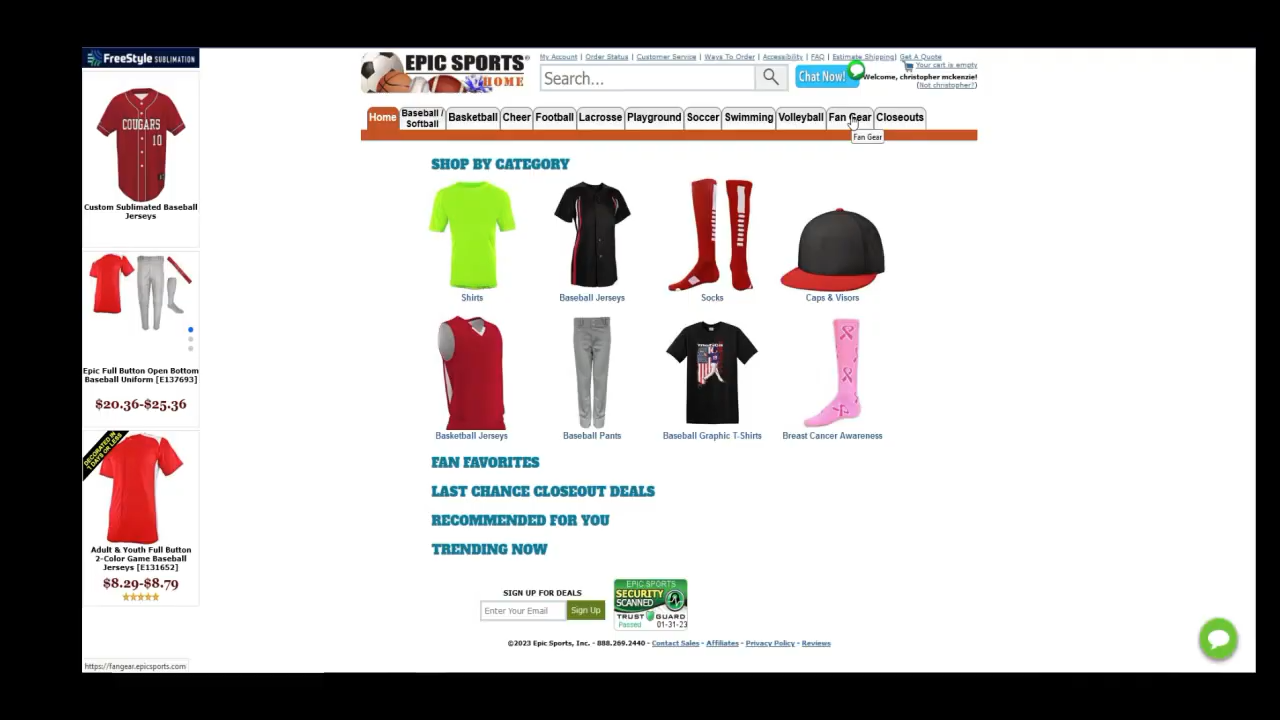 FREESTYLE SUBLIMATION
COUGARS
10
Custom Sublimated Baseball
Jerseys
Epic Full Button Open Bottom
Baseball Uniform [E137693]
$20.36-$25.36
DECORATED IN
7 DAYS OR LESS
Adult & Youth Full Button
2-Color Game Baseball
Jerseys [E131652]
$8.29-$8.79
EPIC SPORTS®
HOME
My Account | Order Status | Customer Service | Ways To Order | Accessibility | FAQ | Estimate Shipping | Get A Quote
Search...
Chat Now!
Your cart is empty
Welcome, christopher mckenzie!
(Not christopher?)
Home
Baseball /
Softball
Basketball
Cheer
Football
Lacrosse
Playground
Soccer
Swimming
Volleyball
Fan Gear
Closeouts
Fan Gear
SHOP BY CATEGORY
Shirts
Baseball Jerseys
Socks
Caps & Visors
Basketball Jerseys
Baseball Pants
Baseball Graphic T-Shirts
Breast Cancer Awareness
FAN FAVORITES
LAST CHANCE CLOSEOUT DEALS
RECOMMENDED FOR YOU
TRENDING NOW
SIGN UP FOR DEALS
Enter Your Email
Sign Up
EPIC SPORTS
SECURITY
SCANNED
TRUST GUARD
Passed 01-31-23
©2023 Epic Sports, Inc. - 888.269.2440 - Contact Sales - Affiliates - Privacy Policy - Reviews
https://fangear.epicsports.com